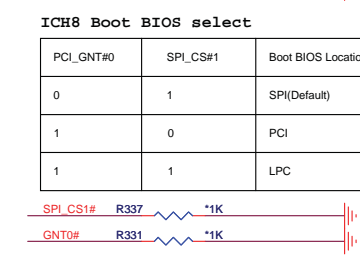 ICH8 Boot BIOS select
PCI_GNT#0 SPI_CS#1 Boot BIOS
0 1 SPI(Default)
1 0 PCI
1 1 LPC
SPI_CS1# R337 *1K
GNT0# R331 *1K